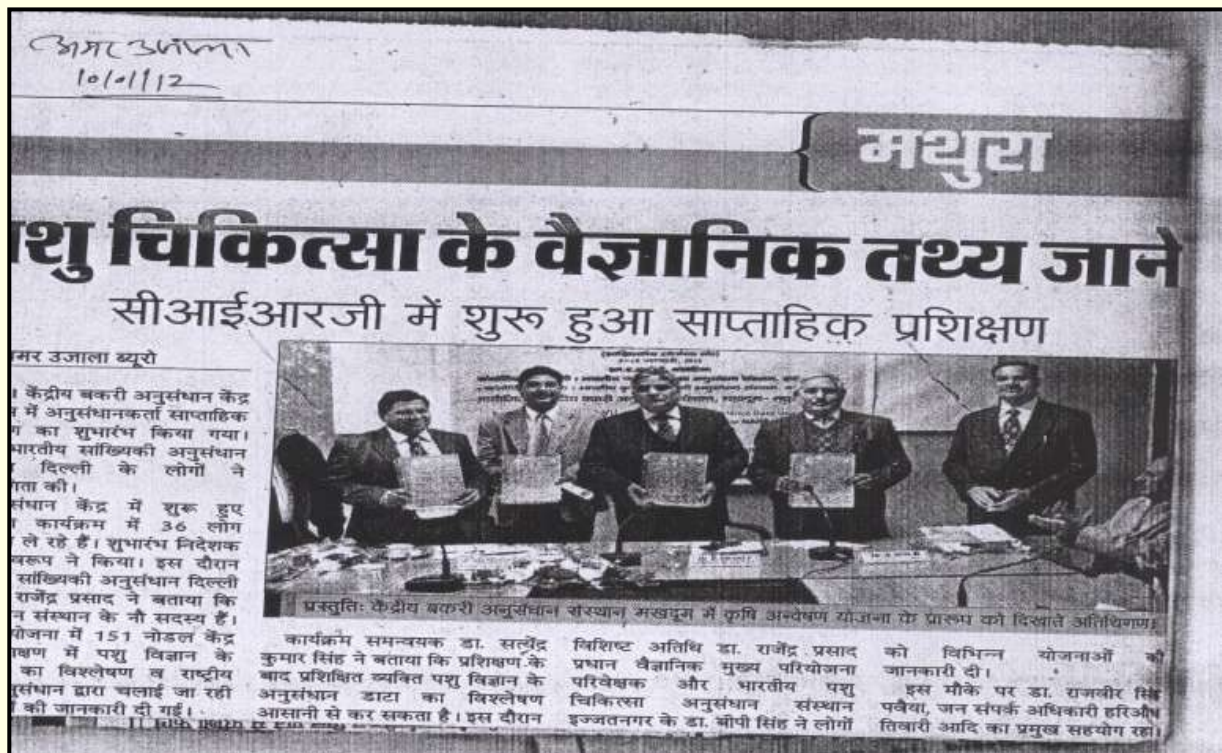 अमर उजाला
10/01/12
मथुरा
शु चिकित्सा के वैज्ञानिक तथ्य जाने
सीआईआरजी में शुरू हुआ साप्ताहिक प्रशिक्षण
मर उजाला ब्यूरो
। केंद्रीय बकरी अनुसंधान केंद्र
में अनुसंधानकर्ता साप्ताहिक
का शुभारंभ किया गया।
भारतीय सांख्यिकी अनुसंधान
दिल्ली के लोगों ने
ता की।
संधान केंद्र में शुरू हुए
कार्यक्रम में 36 लोग
ले रहे हैं। शुभारंभ निदेशक
वरूप ने किया। इस दौरान
सांख्यिकी अनुसंधान दिल्ली
राजेंद्र प्रसाद ने बताया कि
न संस्थान के नौ सदस्य हैं।
योजना में 151 नोडल केंद्र
क्षण में पशु विज्ञान के
का विश्लेषण व राष्ट्रीय
नुसंधान द्वारा चलाई जा रही
की जानकारी दी गई।
प्रस्तुतिः केंद्रीय बकरी अनुसंधान संस्थान मखदूम में कृषि अन्वेषण योजना के प्रारूप को दिखाते अतिथिगण।
कार्यक्रम समन्वयक डा. सत्येंद्र
कुमार सिंह ने बताया कि प्रशिक्षण के
बाद प्रशिक्षित व्यक्ति पशु विज्ञान के
अनुसंधान डाटा का विश्लेषण
आसानी से कर सकता है। इस दौरान
विशिष्ट अतिथि डा. राजेंद्र प्रसाद
प्रधान वैज्ञानिक मुख्य परियोजना
परिवेक्षक और भारतीय पशु
चिकित्सा अनुसंधान संस्थान
इज्जतनगर के डा. वीपी सिंह ने लोगों
को विभिन्न योजनाओं की
जानकारी दी।
इस मौके पर डा. राजवीर सिंह
पवैया, जन संपर्क अधिकारी हरिऔध
तिवारी आदि का प्रमुख सहयोग रहा।